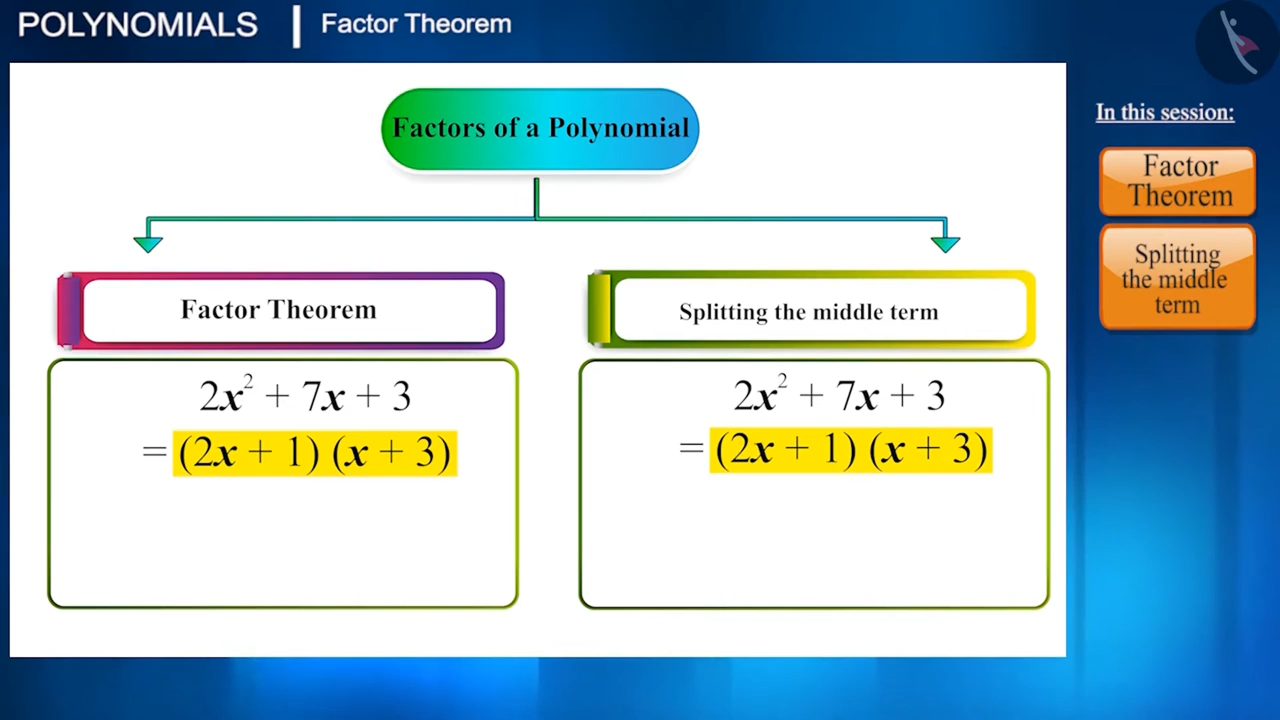 POLYNOMIALS | Factor Theorem
In this session:
Factor
Theorem
Splitting
the middle
term
Factors of a Polynomial
Factor Theorem
2x² + 7x + 3
= (2x + 1) (x + 3)
Splitting the middle term
2x² + 7x + 3
= (2x + 1) (x + 3)